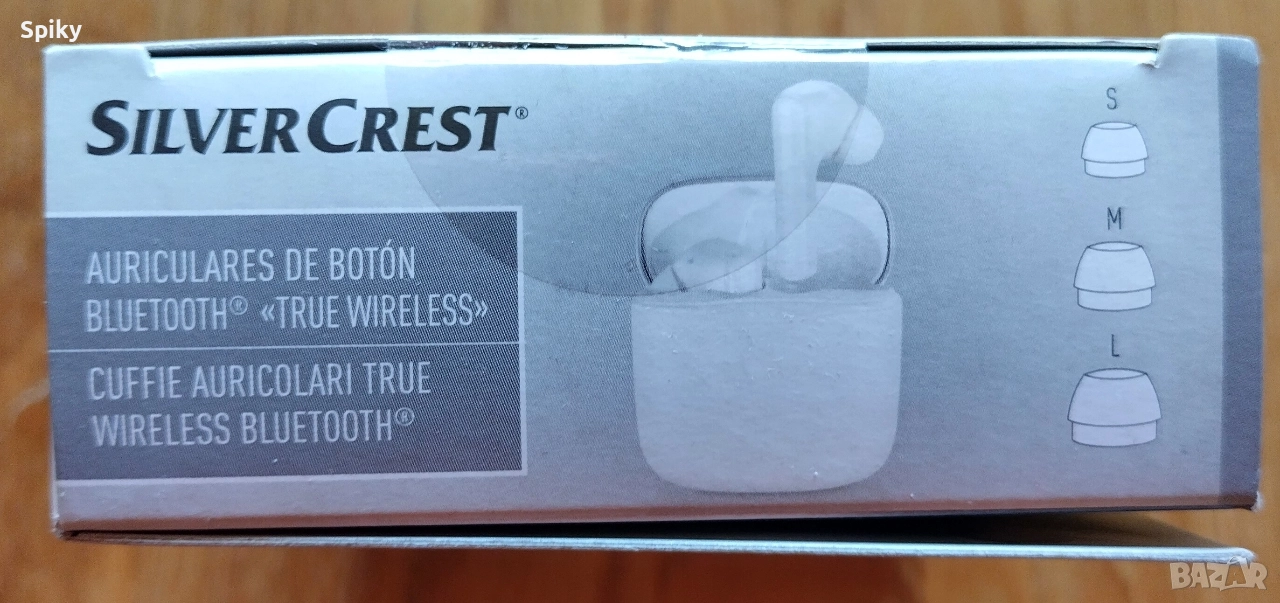 Spiky
SILVERCREST®
AURICULARES DE BOTÓN
BLUETOOTH® «TRUE WIRELESS»
CUFFIE AURICOLARI TRUE
WIRELESS BLUETOOTH®
S
M
L
BAZAR